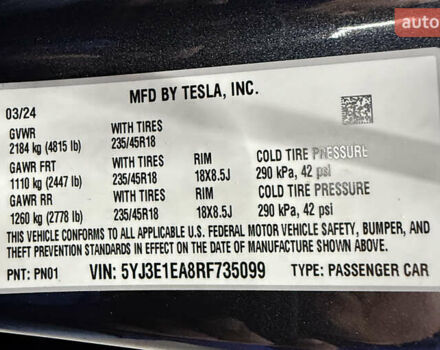 auto
MFD BY TESLA, INC.
03/24
GVWR WITH TIRES
2184 kg (4815 lb) 235/45R18
GAWR FRT WITH TIRES RIM COLD TIRE PRESSURE
1110 kg (2447 lb) 235/45R18 18X8.5J 290 kPa, 42 psi
GAWR RR WITH TIRES RIM COLD TIRE PRESSURE
1260 kg (2778 lb) 235/45R18 18X8.5J 290 kPa, 42 psi
THIS VEHICLE CONFORMS TO ALL APPLICABLE U.S. FEDERAL MOTOR VEHICLE SAFETY, BUMPER, AND
THEFT PREVENTION STANDARDS IN EFFECT ON THE DATE OF MANUFACTURE SHOWN ABOVE.
PNT: PN01 VIN: 5YJ3E1EA8RF735099 TYPE: PASSENGER CAR